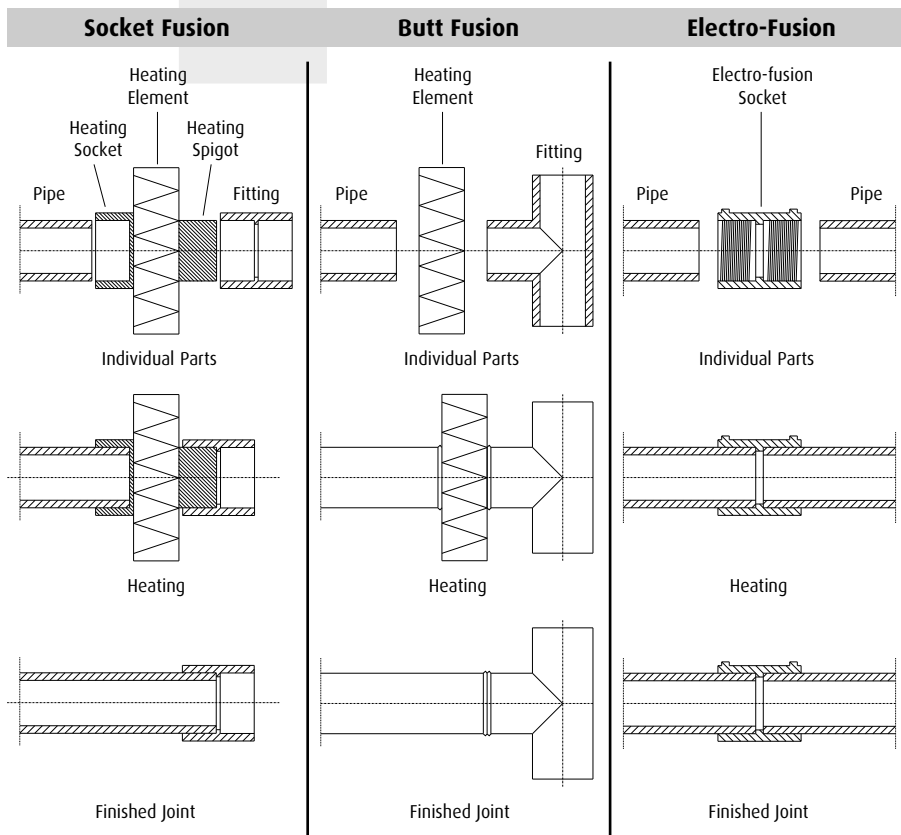 Socket Fusion
Heating
Element
Heating
Socket
Heating
Spigot
Pipe
Fitting
Individual Parts
Heating
Finished Joint
Butt Fusion
Heating
Element
Fitting
Pipe
Individual Parts
Heating
Finished Joint
Electro-Fusion
Electro-fusion
Socket
Pipe
Pipe
Individual Parts
Heating
Finished Joint